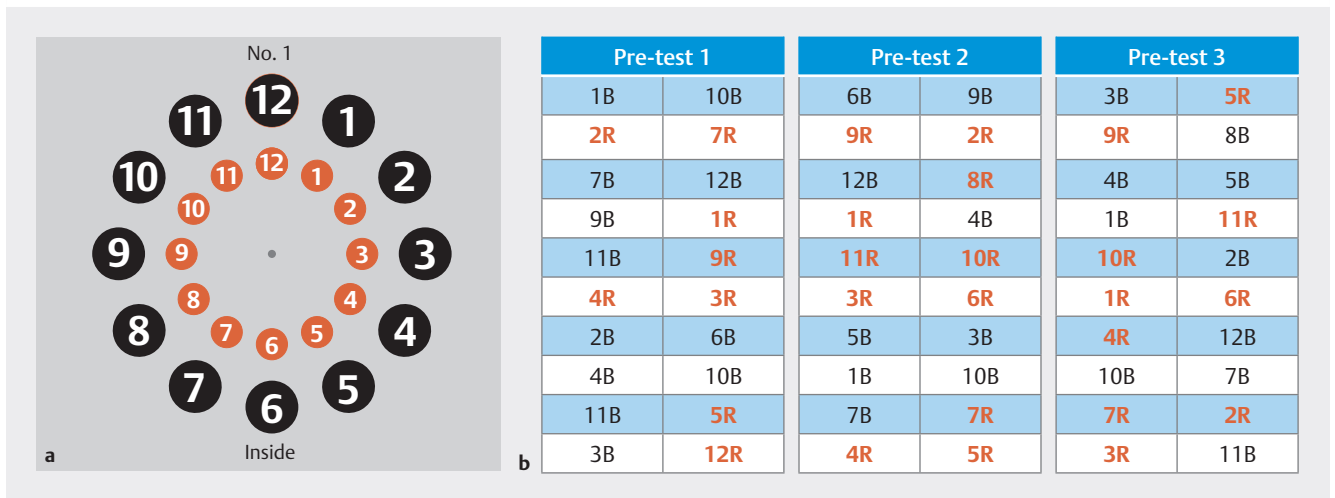 No. 1
12
11 1
10 2
9 3
8 4
7 5
6
12
11 1
10 2
9 3
8 4
7 5
6
Inside
a
Pre-test 1 Pre-test 2 Pre-test 3
1B 10B 6B 9B 3B 5R
2R 7R 9R 2R 9R 8B
7B 12B 12B 8R 4B 5B
9B 1R 1R 4B 1B 11R
11B 9R 11R 10R 10R 2B
4R 3R 3R 6R 1R 6R
2B 6B 5B 3B 4R 12B
4B 10B 1B 10B 10B 7B
11B 5R 7B 7R 7R 2R
3B 12R 4R 5R 3R 11B
b